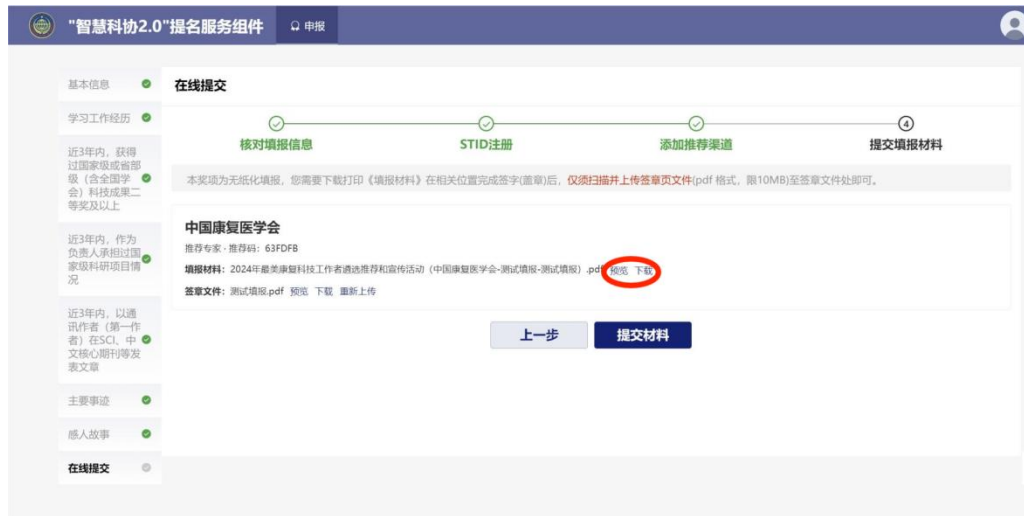 "智慧科协2.0"提名服务组件
申报
基本信息
学习工作经历
近3年内，获得
过国家级或省部
级（含全国学
会）科技成果二
等奖及以上
近3年内，作为
负责人承担过国
家级科研项目情
况
近3年内，以通
讯作者（第一作
者）在SCI、中
文核心期刊等发
表文章
主要事迹
感人故事
在线提交
在线提交
核对填报信息
STID注册
添加推荐渠道
4
提交填报材料
本奖项为无纸化填报，您需要下载打印《填报材料》在相关位置完成签字(盖章)后，仅须扫描并上传签章页文件(pdf 格式，限10MB)至签章文件处即可。
中国康复医学会
推荐专家 · 推荐码：63FDFB
填报材料：2024年最美康复科技工作者遴选推荐和宣传活动（中国康复医学会-测试填报-测试填报）.pdf 预览 下载
签章文件：测试填报.pdf 预览 下载 重新上传
上一步
提交材料